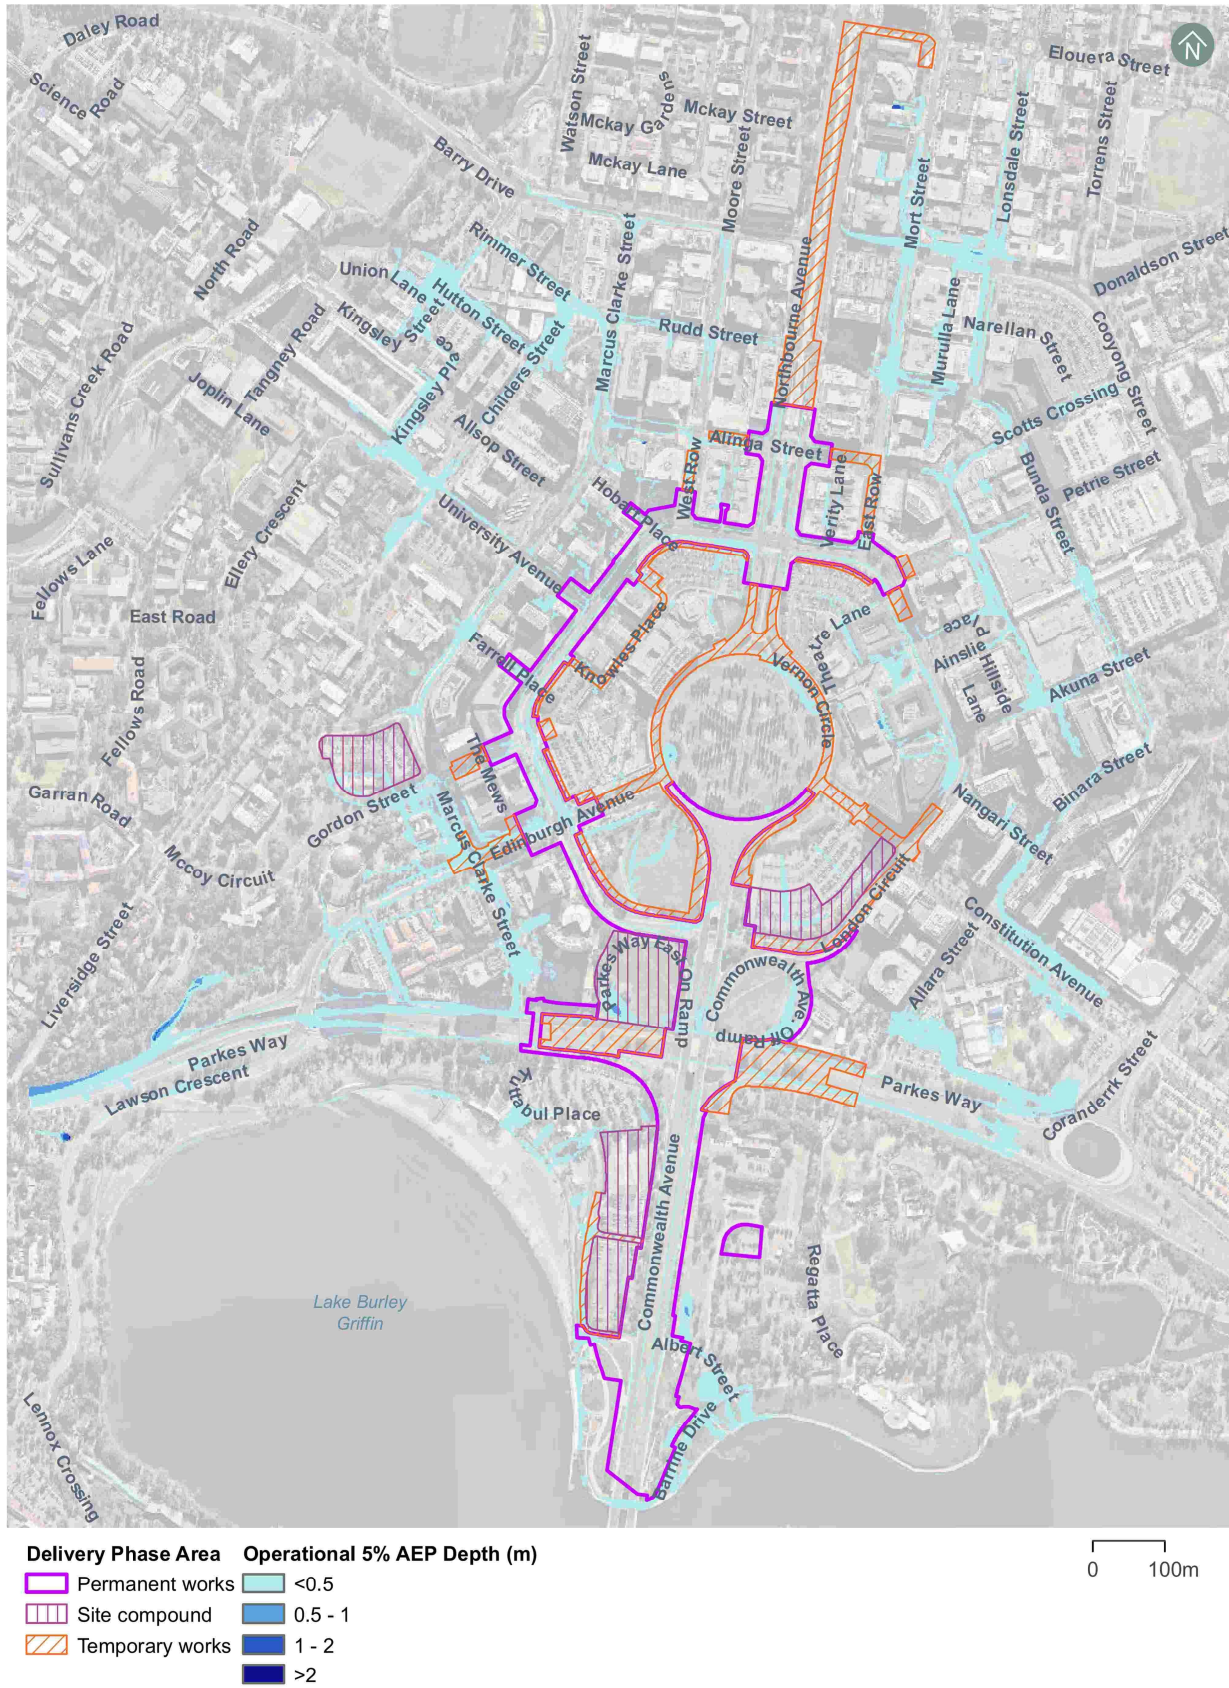 Daley Road
Science Road
Watson Street
Mckay Gardens
Mckay Street
Mckay Lane
Moore Street
Barry Drive
Elouera Street
Torrens Street
Lonsdale Street
Mort Street
N
North Road
Rimmer Street
Union Lane
Hutton Street
Kingsley Street
Marcus Clarke Street
Rudd Street
Northbourne Avenue
Murulla Lane
Narellan Street
Donaldson Street
Cooyong Street
Scotts Crossing
Sullivans Creek Road
Tangney Road
Joplin Lane
Kingsley Place
Childers Street
Allsop Street
Alinga Street
West Row
Verity Lane
East Row
Bunda Street
Petrie Street
Hobart Place
University Avenue
Ellery Crescent
Fellows Lane
East Road
Fellows Road
Farrell Place
Knowles Place
Theatre Lane
Vernon Circle
Ainslie Place
Hillside Lane
Akuna Street
Binara Street
Nangari Street
The Mews
Edinburgh Avenue
Garran Road
Gordon Street
Marcus Clarke Street
Mccoy Circuit
London Circuit
Constitution Avenue
Allara Street
Liversidge Street
Parkes Way East On Ramp
Commonwealth Ave. Off Ramp
Parkes Way
Lawson Crescent
Kuttabul Place
Parkes Way
Coranderrk Street
Commonwealth Avenue
Regatta Place
Lake Burley
Griffin
Albert Street
Barrine Drive
Lennox Crossing
Delivery Phase Area
Permanent works
Site compound
Temporary works
Operational 5% AEP Depth (m)
<0.5
0.5 - 1
1 - 2
>2
0 100m